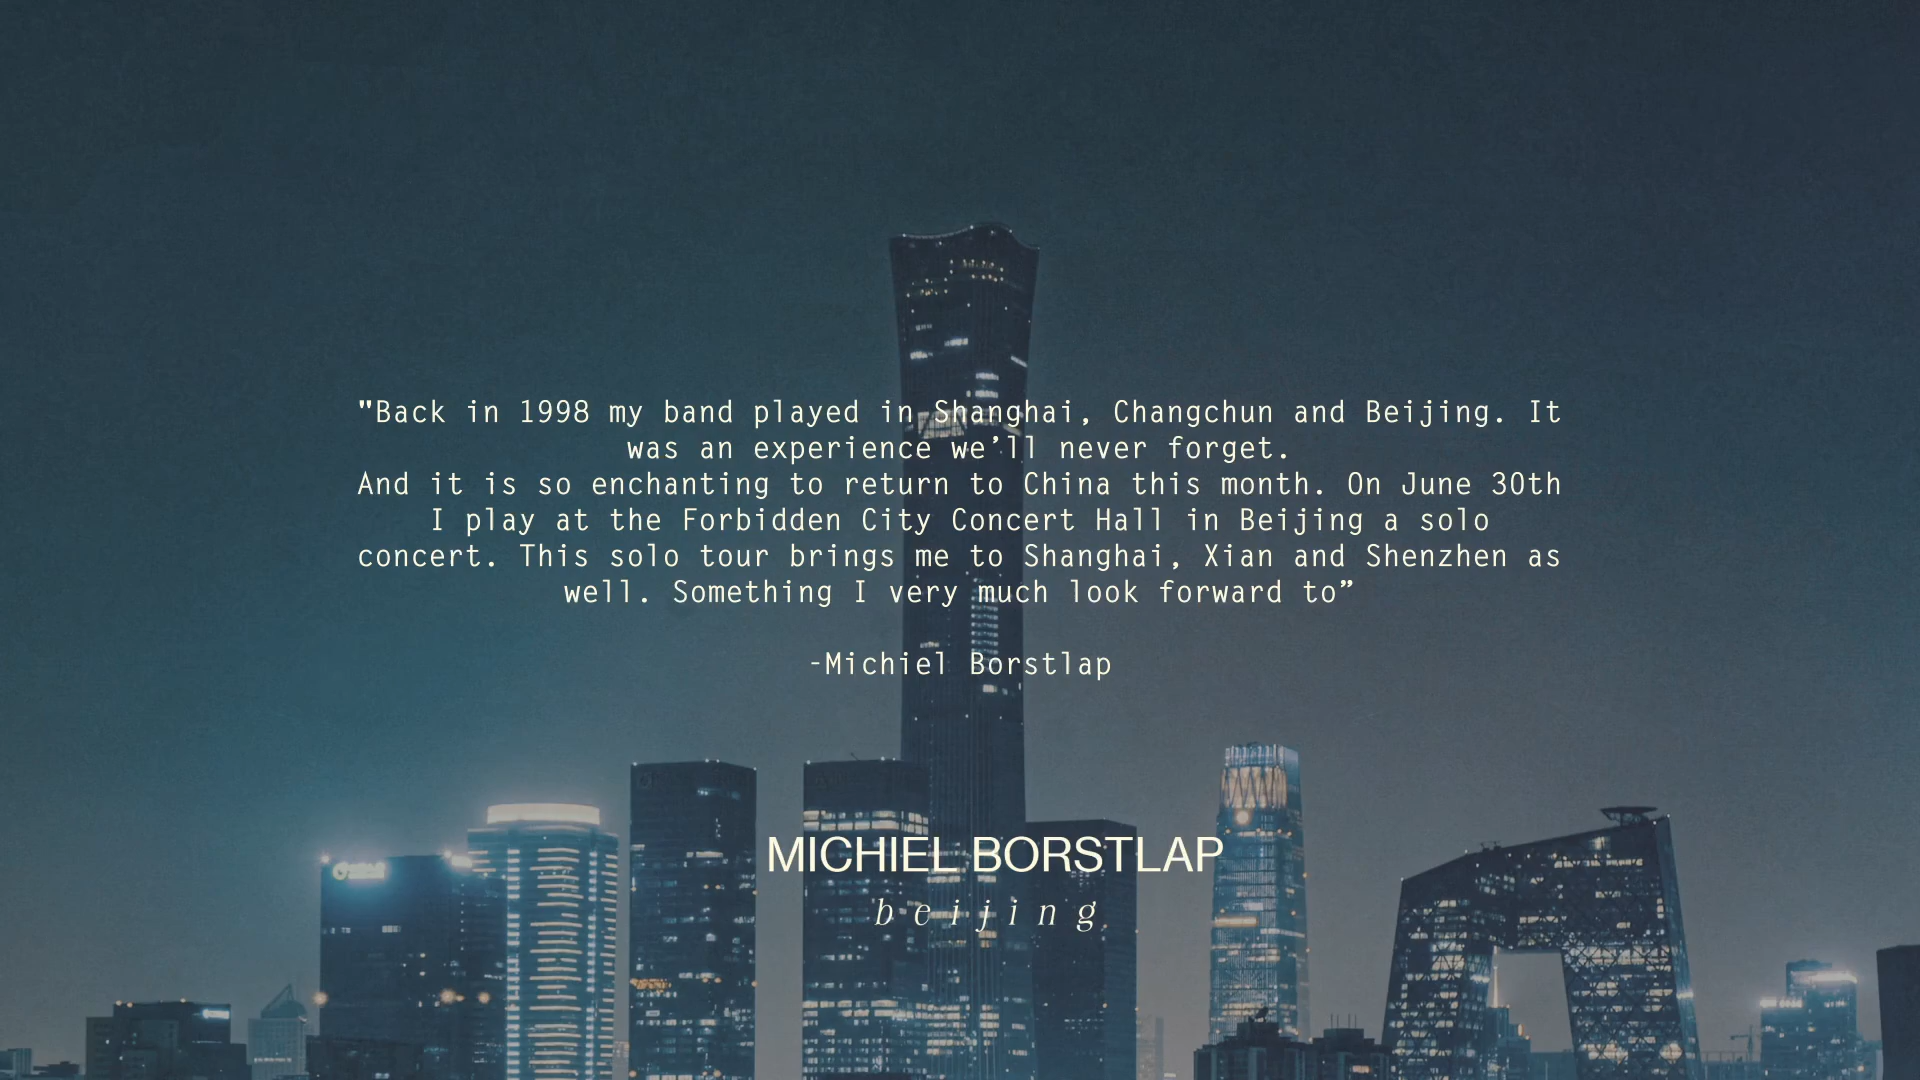 "Back in 1998 my band played in Shanghai, Changchun and Beijing. It
was an experience we’ll never forget.
And it is so enchanting to return to China this month. On June 30th
I play at the Forbidden City Concert Hall in Beijing a solo
concert. This solo tour brings me to Shanghai, Xian and Shenzhen as
well. Something I very much look forward to”
-Michiel Borstlap
MICHIEL BORSTLAP
beijing